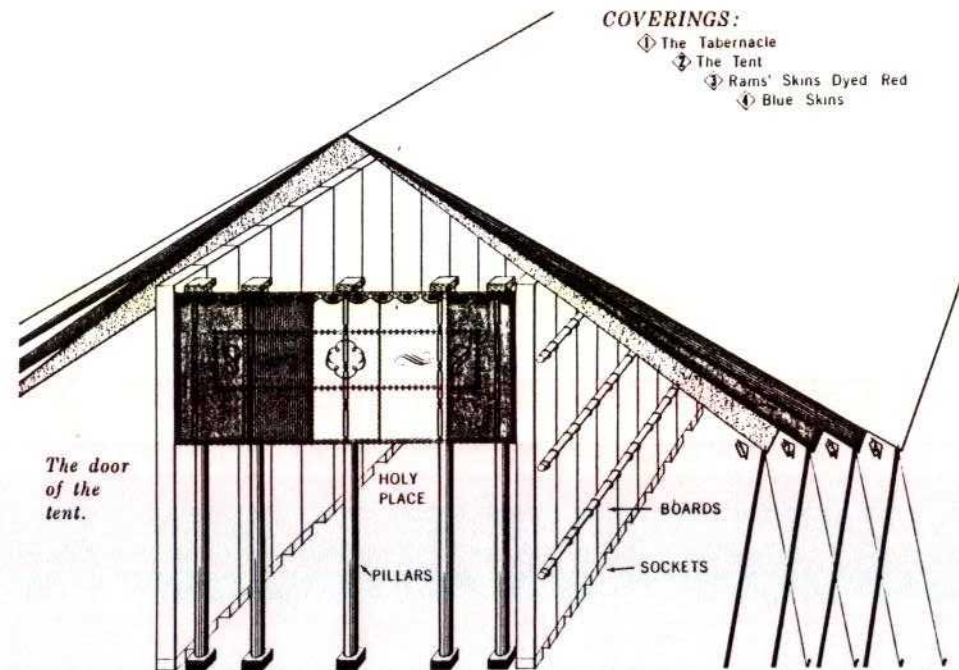 COVERINGS:
1 The Tabernacle
2 The Tent
3 Rams' Skins Dyed Red
4 Blue Skins
The door
of the
tent.
HOLY
PLACE
PILLARS
BOARDS
SOCKETS